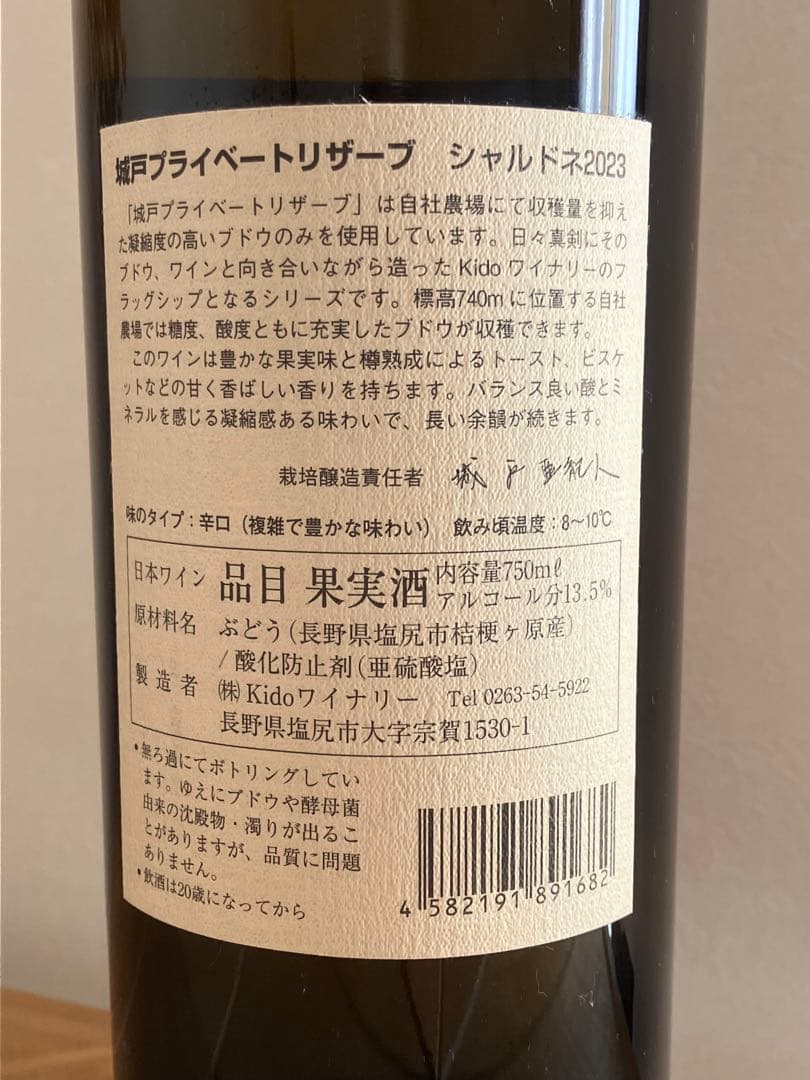 城戸プライベートリザーブ　シャルドネ2023
「城戸プライベートリザーブ」は自社農場にて収穫量を抑え
た凝縮度の高いブドウのみを使用しています。日々真剣にその
ブドウ、ワインと向き合いながら造ったKidoワイナリーのフ
ラッグシップとなるシリーズです。標高740mに位置する自社
農場では糖度、酸度ともに充実したブドウが収穫できます。
このワインは豊かな果実味と樽熟成によるトースト、ビスケ
ットなどの甘く香ばしい香りを持ちます。バランス良い酸とミ
ネラルを感じる凝縮感ある味わいで、長い余韻が続きます。
栽培醸造責任者 城戸亜紀人
味のタイプ：辛口（複雑で豊かな味わい）　飲み頃温度：8〜10℃
日本ワイン 品目 果実酒 内容量750mℓ
アルコール分13.5%
原材料名 ぶどう（長野県塩尻市桔梗ヶ原産）
/酸化防止剤（亜硫酸塩）
製造者 ㈱Kidoワイナリー Tel 0263-54-5922
長野県塩尻市大字宗賀1530-1
•無ろ過にてボトリングしてい
ます。ゆえにブドウや酵母菌
由来の沈殿物・濁りが出るこ
とがありますが、品質に問題
ありません。
•飲酒は20歳になってから
4 582191 891682